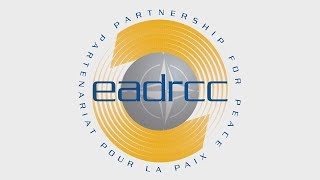 PARTNERSHIP FOR PEACE
eadrcc
PARTENARIAT POUR LA PAIX